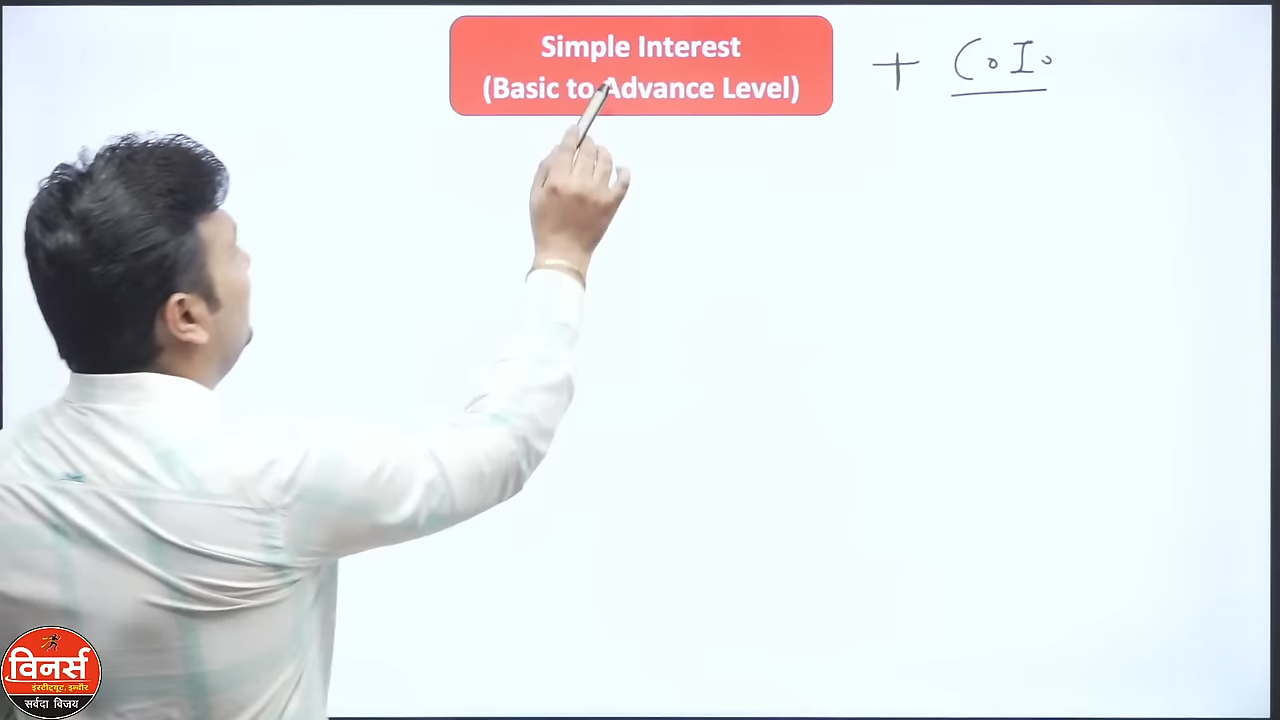 Simple Interest
(Basic to Advance Level)
+ C.I.
विनर्स
इंस्टीट्यूट, इन्दौर
सर्वदा विजय